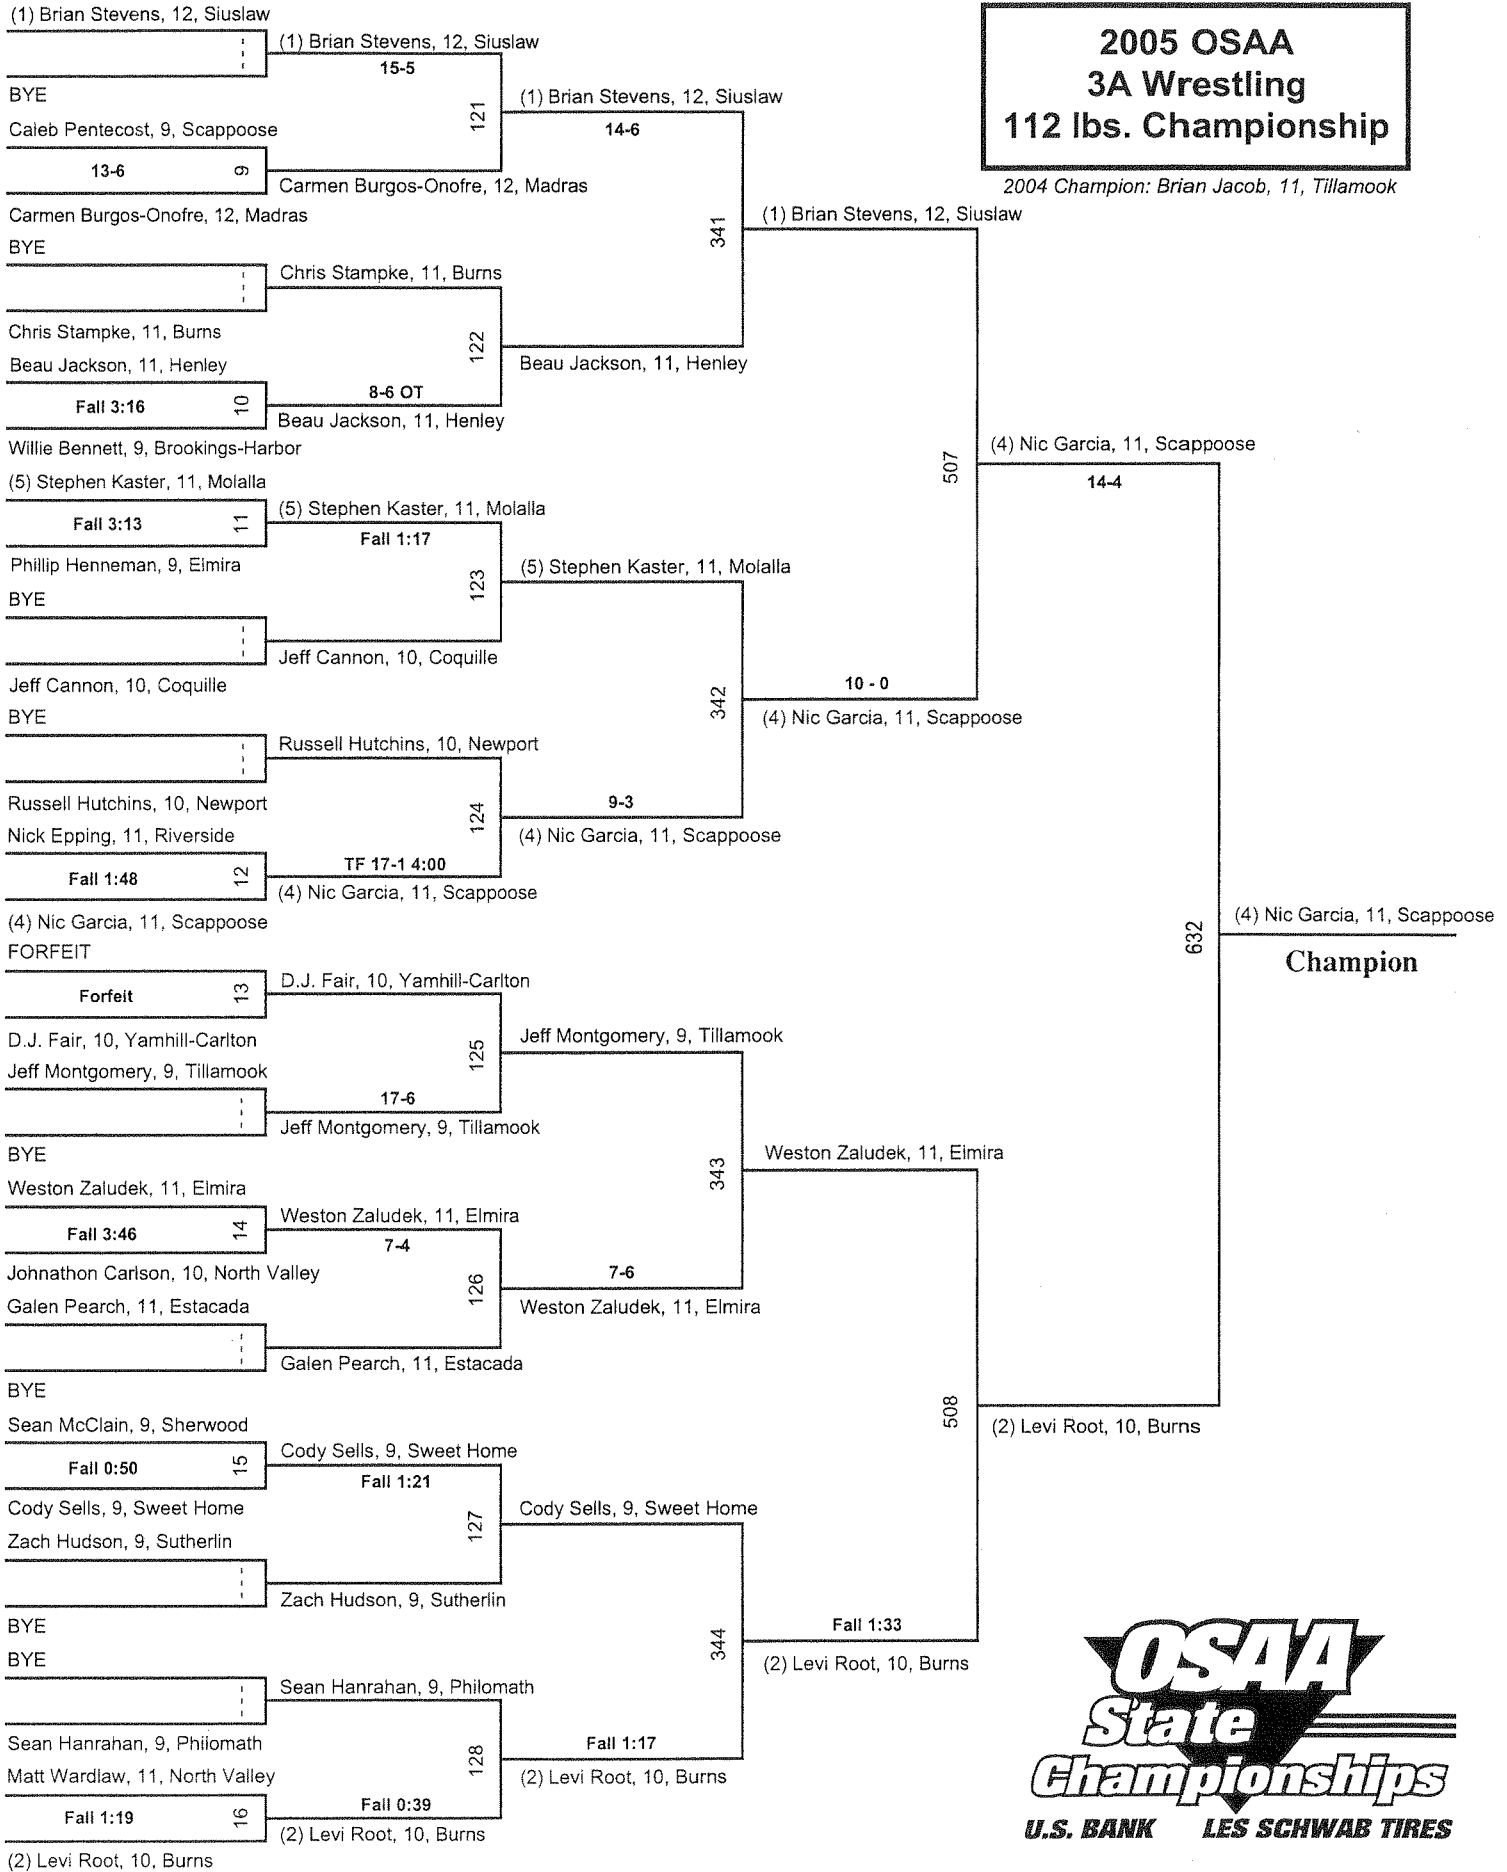 2005 OSAA
3A Wrestling
112 lbs. Championship
2004 Champion: Brian Jacob, 11, Tillamook
(1) Brian Stevens, 12, Siuslaw
BYE
Caleb Pentecost, 9, Scappoose
13-6
9
Carmen Burgos-Onofre, 12, Madras
BYE
Chris Stampke, 11, Burns
Beau Jackson, 11, Henley
Fall 3:16
10
Willie Bennett, 9, Brookings-Harbor
(5) Stephen Kaster, 11, Molalla
Fall 3:13
11
Phillip Henneman, 9, Elmira
BYE
Jeff Cannon, 10, Coquille
BYE
Russell Hutchins, 10, Newport
Nick Epping, 11, Riverside
Fall 1:48
12
(4) Nic Garcia, 11, Scappoose
FORFEIT
Forfeit
13
D.J. Fair, 10, Yamhill-Carlton
Jeff Montgomery, 9, Tillamook
BYE
Weston Zaludek, 11, Elmira
Fall 3:46
14
Johnathon Carlson, 10, North Valley
Galen Pearch, 11, Estacada
BYE
Sean McClain, 9, Sherwood
Fall 0:50
15
Cody Sells, 9, Sweet Home
Zach Hudson, 9, Sutherlin
BYE
BYE
Sean Hanrahan, 9, Philomath
Matt Wardlaw, 11, North Valley
Fall 1:19
16
(2) Levi Root, 10, Burns
(1) Brian Stevens, 12, Siuslaw
15-5
121
Carmen Burgos-Onofre, 12, Madras
Chris Stampke, 11, Burns
122
8-6 OT
Beau Jackson, 11, Henley
(5) Stephen Kaster, 11, Molalla
Fall 1:17
123
Jeff Cannon, 10, Coquille
Russell Hutchins, 10, Newport
124
TF 17-1 4:00
(4) Nic Garcia, 11, Scappoose
D.J. Fair, 10, Yamhill-Carlton
125
17-6
Jeff Montgomery, 9, Tillamook
Weston Zaludek, 11, Elmira
7-4
126
Galen Pearch, 11, Estacada
Cody Sells, 9, Sweet Home
Fall 1:21
127
Zach Hudson, 9, Sutherlin
Sean Hanrahan, 9, Philomath
128
Fall 0:39
(2) Levi Root, 10, Burns
(1) Brian Stevens, 12, Siuslaw
14-6
341
Beau Jackson, 11, Henley
(5) Stephen Kaster, 11, Molalla
342
9-3
(4) Nic Garcia, 11, Scappoose
Jeff Montgomery, 9, Tillamook
343
7-6
Weston Zaludek, 11, Elmira
Cody Sells, 9, Sweet Home
344
Fall 1:17
(2) Levi Root, 10, Burns
(1) Brian Stevens, 12, Siuslaw
507
10 - 0
(4) Nic Garcia, 11, Scappoose
Weston Zaludek, 11, Elmira
508
Fall 1:33
(2) Levi Root, 10, Burns
(4) Nic Garcia, 11, Scappoose
14-4
632
(2) Levi Root, 10, Burns
(4) Nic Garcia, 11, Scappoose
Champion
OSAA
State
Championships
U.S. BANK LES SCHWAB TIRES